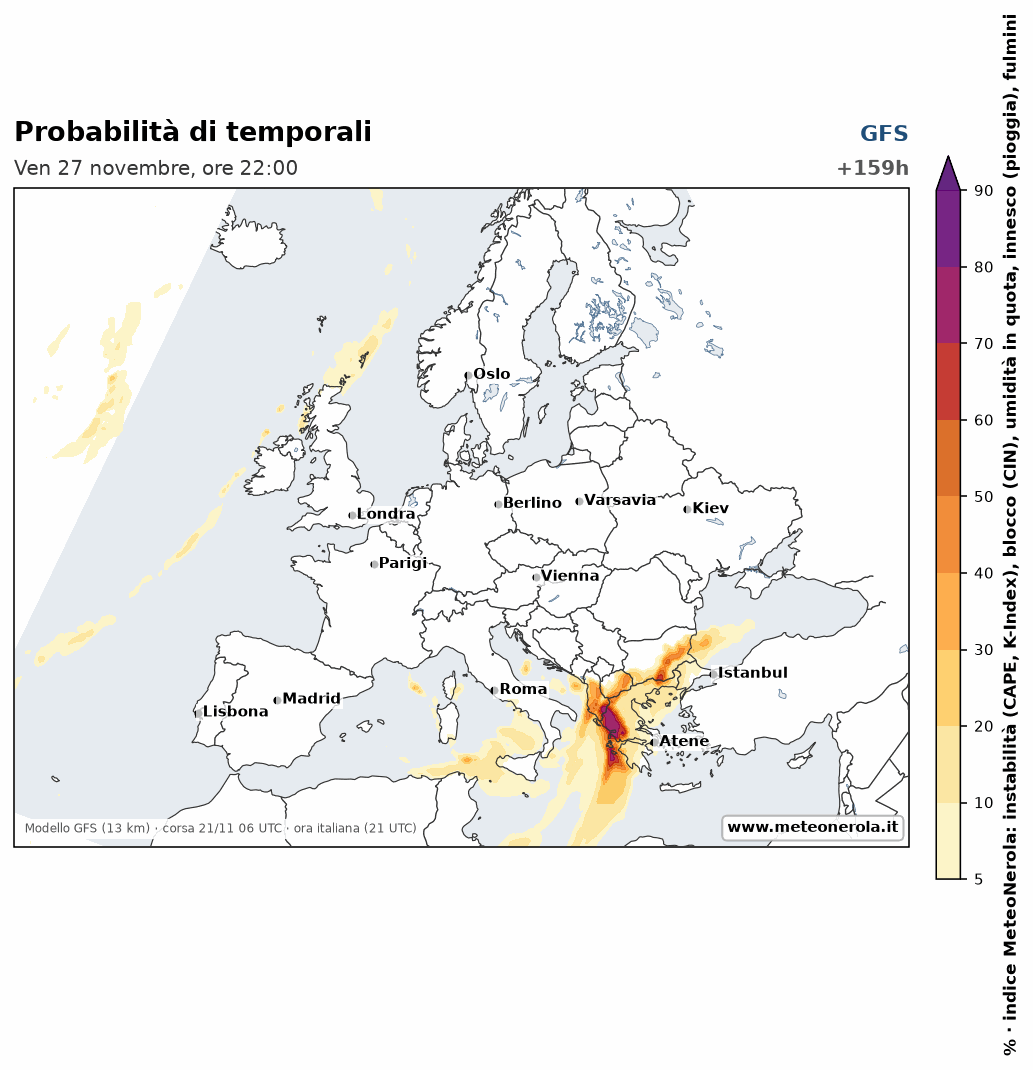 Probabilità di temporali
GFS
Ven 27 novembre, ore 22:00
+159h
Oslo
Berlino
Varsavia
Kiev
Londra
Parigi
Vienna
Istanbul
Roma
Madrid
Lisbona
Atene
Modello GFS (13 km) · corsa 21/11 06 UTC · ora italiana (21 UTC)
www.meteonerola.it
90
80
70
60
50
40
30
20
10
5
% · indice MeteoNerola: instabilità (CAPE, K-Index), blocco (CIN), umidità in quota, innesco (pioggia), fulmini